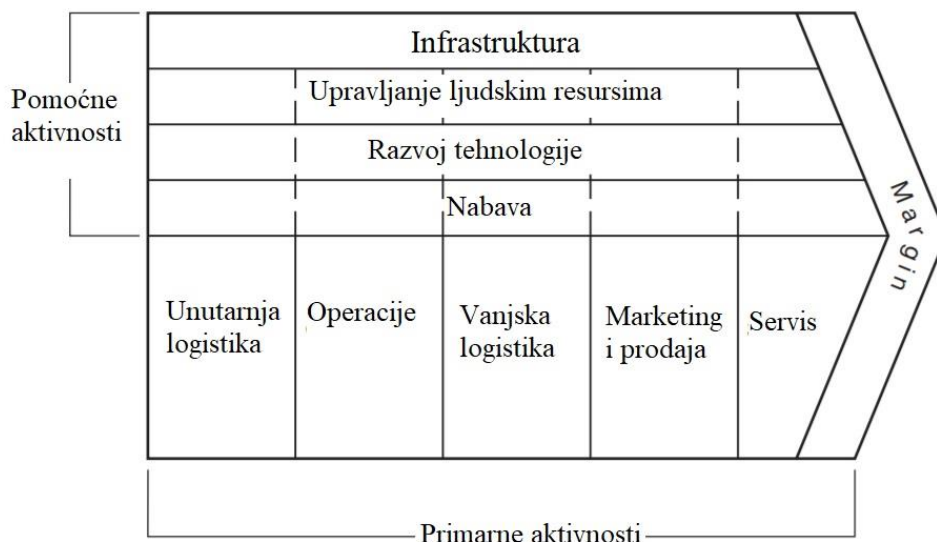 Infrastruktura
Pomoćne
aktivnosti
Upravljanje ljudskim resursima
Razvoj tehnologije
Nabava
Margin
Unutarnja
logistika
Operacije
Vanjska
logistika
Marketing
i prodaja
Servis
Primarne aktivnosti